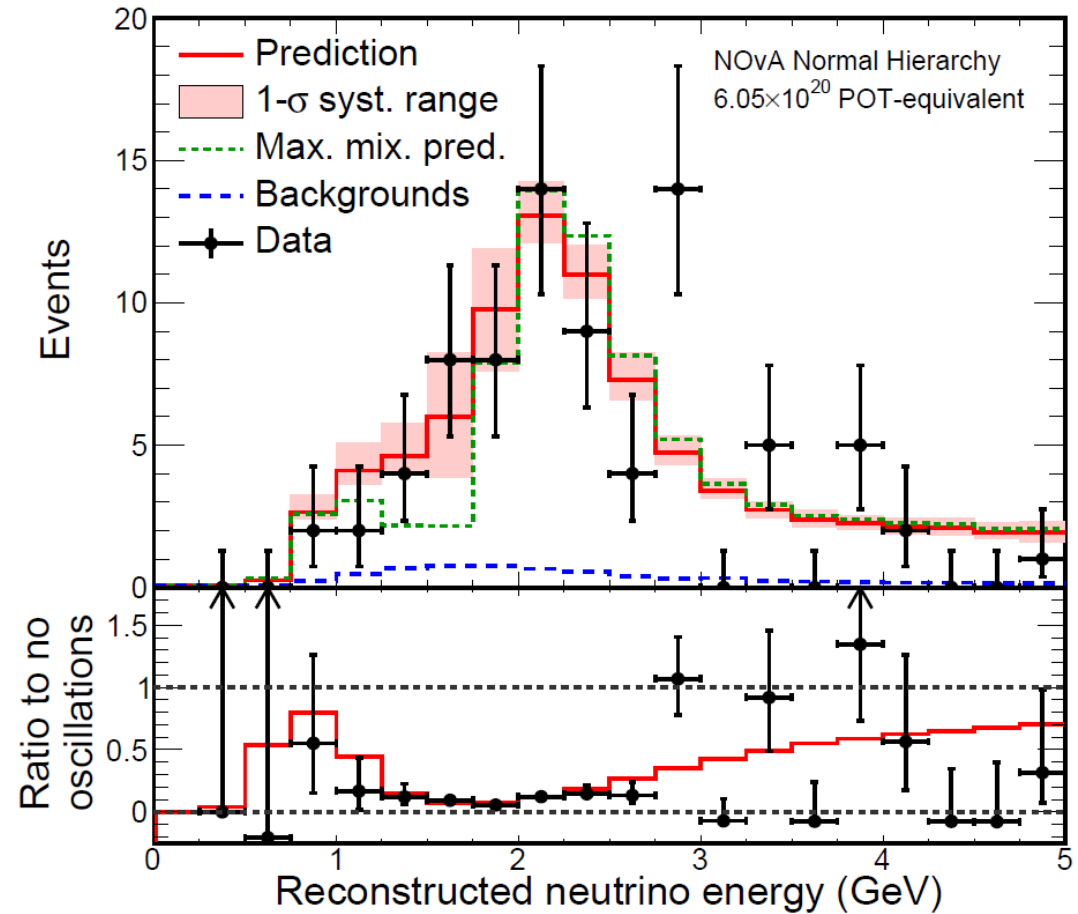 20
Prediction
1-σ syst. range
Max. mix. pred.
Backgrounds
Data
NOvA Normal Hierarchy
6.05×10²⁰ POT-equivalent
15
10
5
0
Events
1.5
1
0.5
0
Ratio to no
oscillations
0 1 2 3 4 5
Reconstructed neutrino energy (GeV)